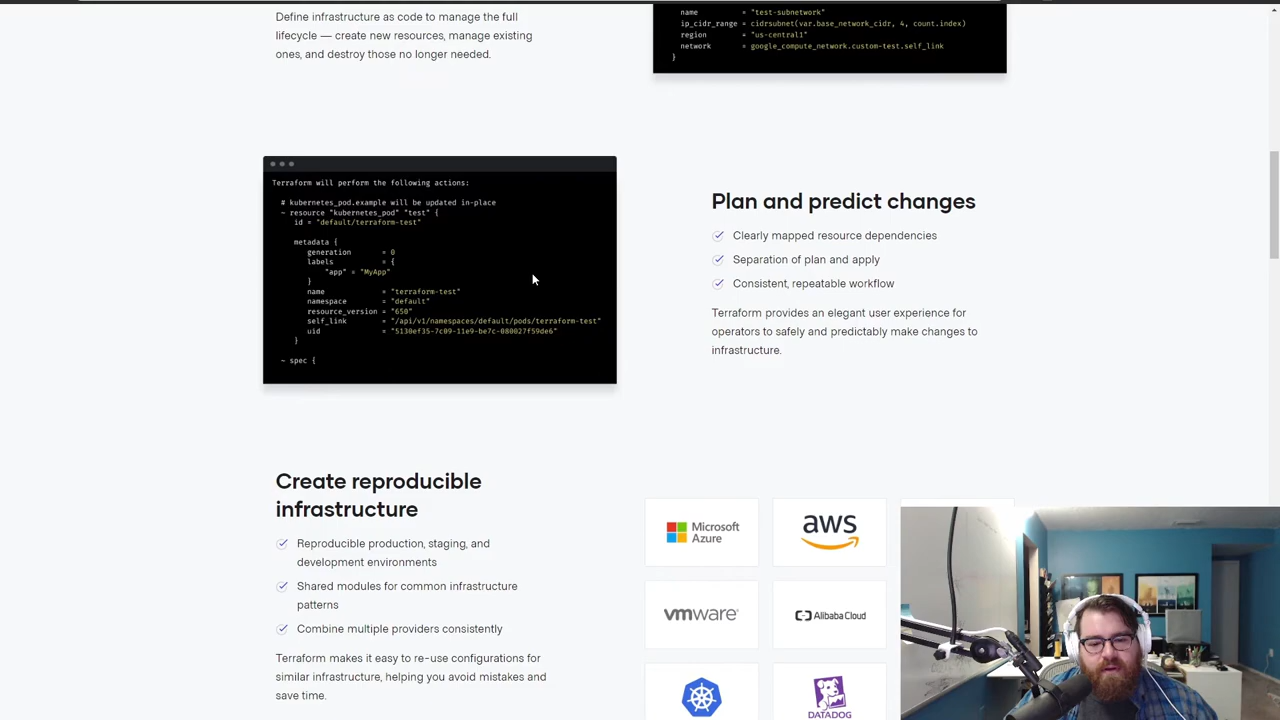 Define infrastructure as code to manage the full
lifecycle — create new resources, manage existing
ones, and destroy those no longer needed.
name = "test-subnetwork"
ip_cidr_range = cidrsubnet(var.base_network_cidr, 4, count.index)
region = "us-central1"
network = google_compute_network.custom-test.self_link
}
Terraform will perform the following actions:
# kubernetes_pod.example will be updated in-place
~ resource "kubernetes_pod" "test" {
id = "default/terraform-test"
metadata {
generation = 0
labels = {
"app" = "MyApp"
}
name = "terraform-test"
namespace = "default"
resource_version = "650"
self_link = "/api/v1/namespaces/default/pods/terraform-test"
uid = "5130ef35-7c09-11e9-be7c-080027f59de6"
}
~ spec {
Plan and predict changes
Clearly mapped resource dependencies
Separation of plan and apply
Consistent, repeatable workflow
Terraform provides an elegant user experience for
operators to safely and predictably make changes to
infrastructure.
Create reproducible
infrastructure
Reproducible production, staging, and
development environments
Shared modules for common infrastructure
patterns
Combine multiple providers consistently
Terraform makes it easy to re-use configurations for
similar infrastructure, helping you avoid mistakes and
save time.
Microsoft
Azure
aws
vmware®
Alibaba Cloud
DATADOG